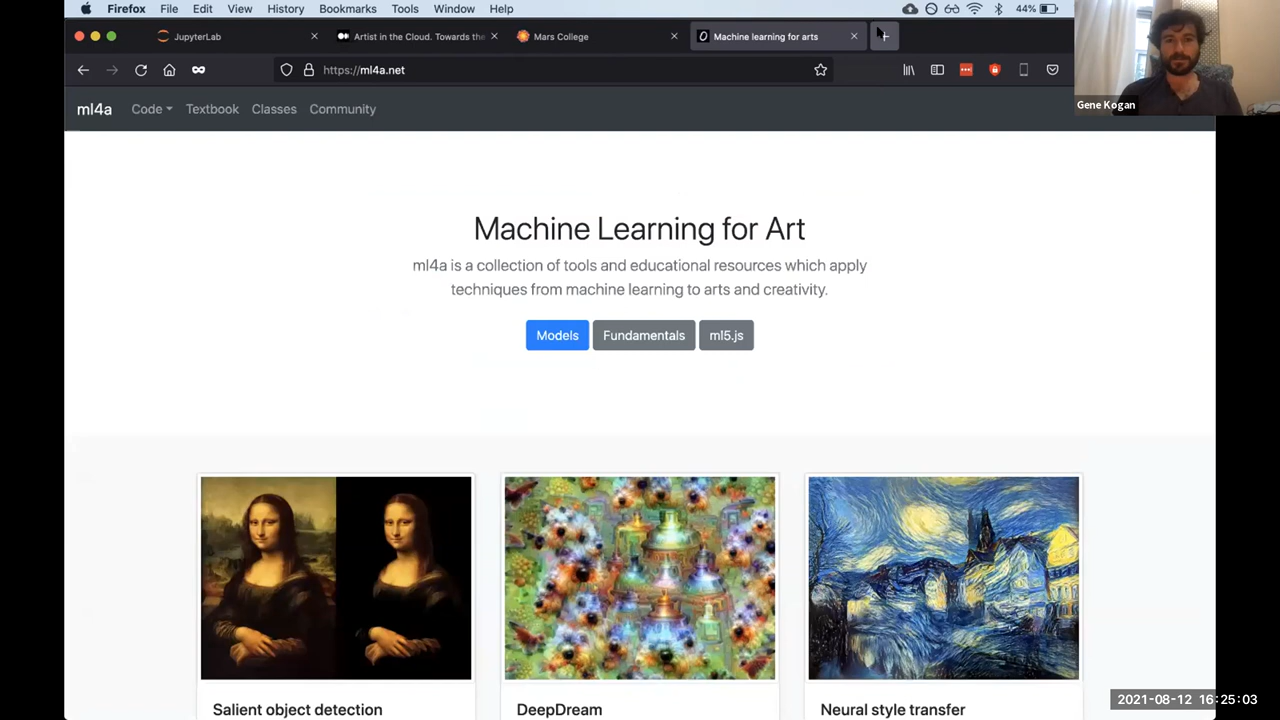 Firefox File Edit View History Bookmarks Tools Window Help 44%
JupyterLab Artist in the Cloud. Towards the Mars College Machine learning for arts
https://ml4a.net
Gene Kogan
ml4a Code Textbook Classes Community
Machine Learning for Art
ml4a is a collection of tools and educational resources which apply
techniques from machine learning to arts and creativity.
Models Fundamentals ml5.js
Salient object detection DeepDream Neural style transfer
2021-08-12 16:25:03